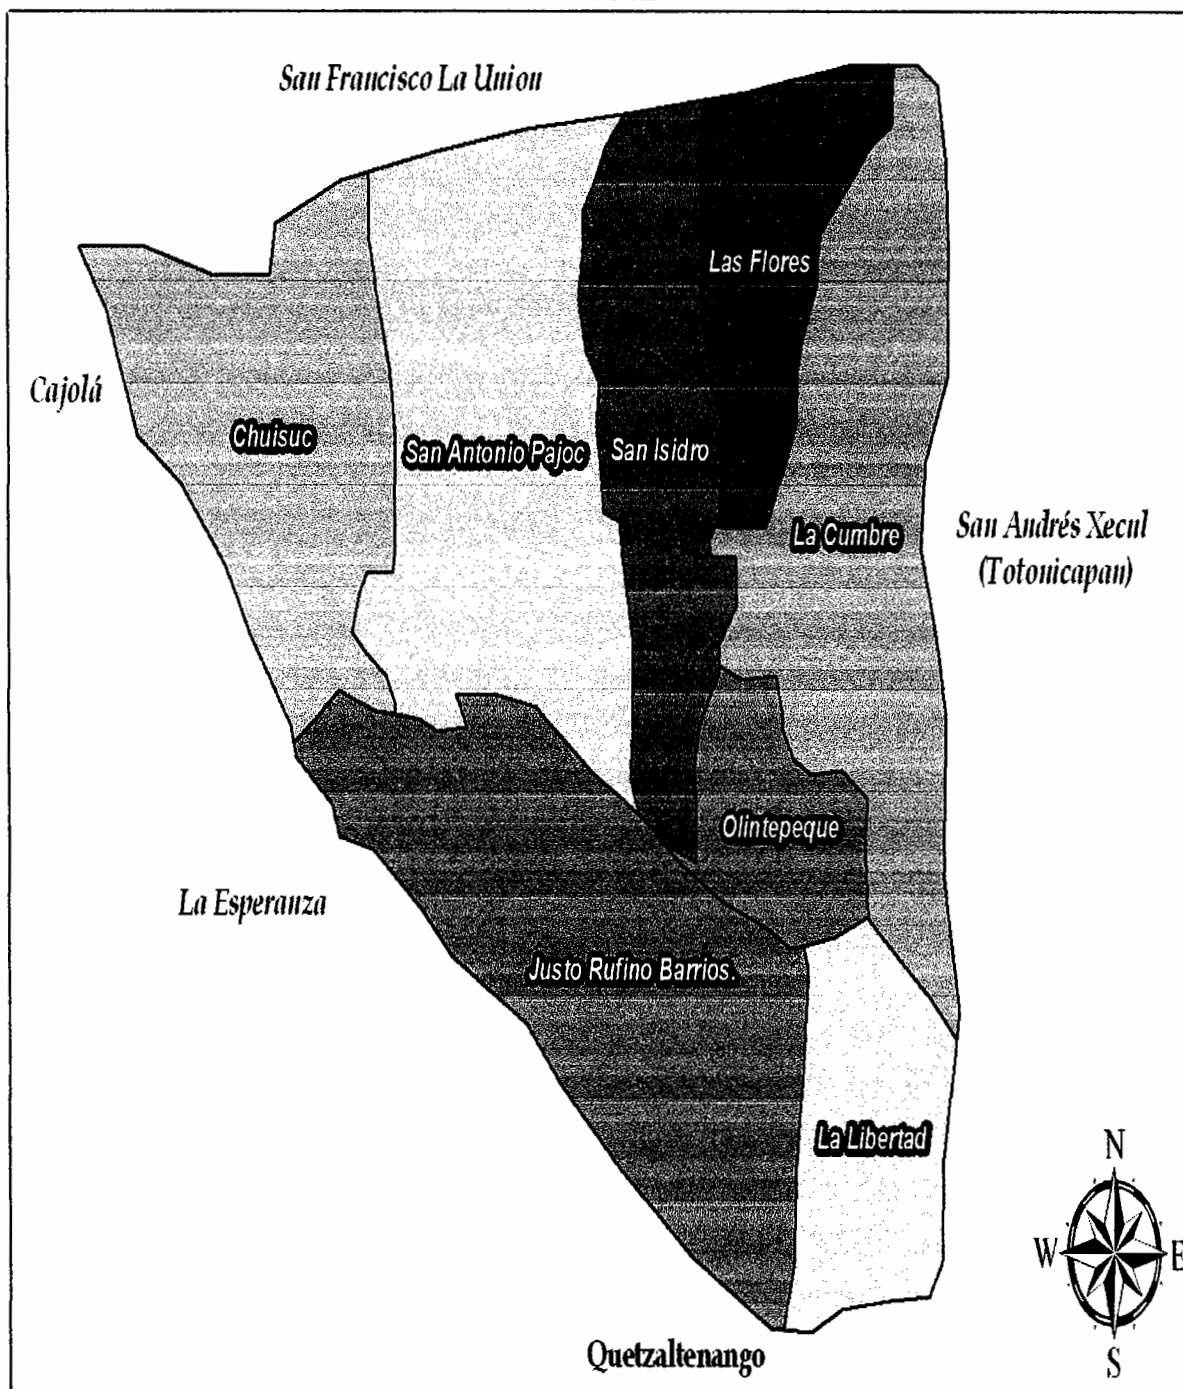 San Francisco La Union
Las Flores
Cajolá
Chuisuc
San Antonio Pajoc
San Isidro
La Cumbre
San Andrés Xecul
(Totonicapan)
Olintepeque
La Esperanza
Justo Rufino Barrios.
La Libertad
N
W
E
S
Quetzaltenango